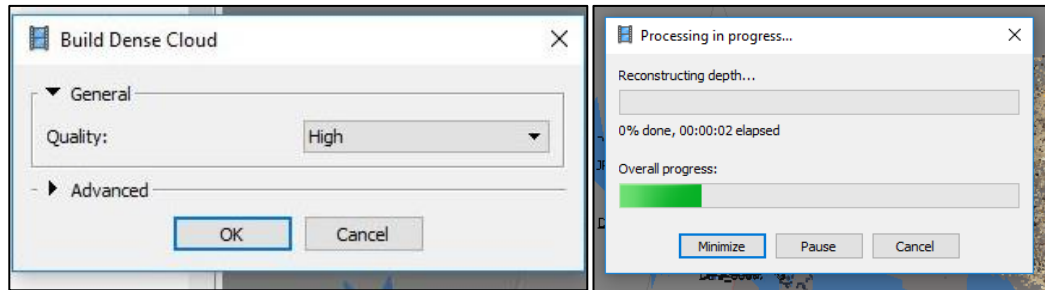 Build Dense Cloud
General
Quality: High
Advanced
OK Cancel
Processing in progress...
Reconstructing depth...
0% done, 00:00:02 elapsed
Overall progress:
Minimize Pause Cancel